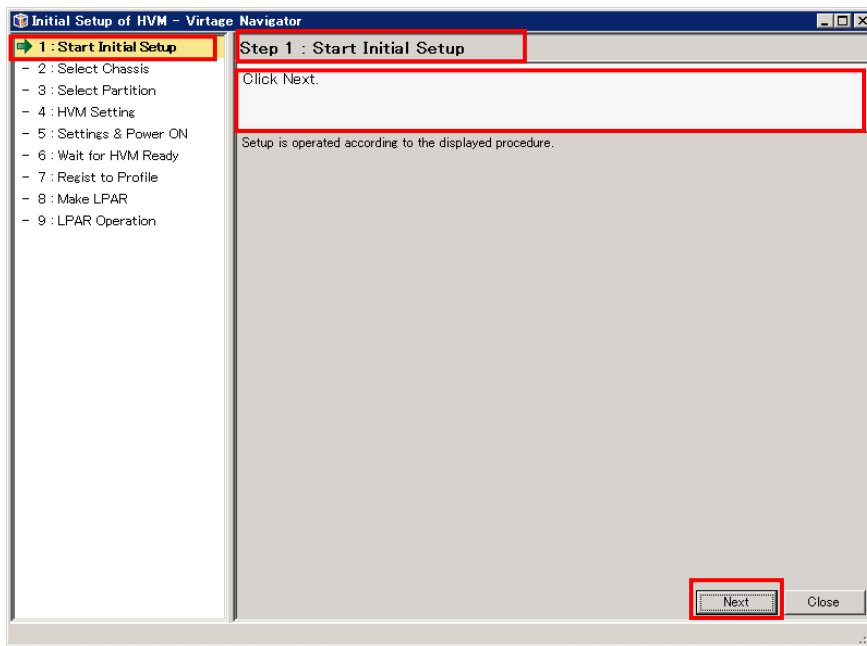 Initial Setup of HVM - Virtage Navigator
1 : Start Initial Setup
- 2 : Select Chassis
- 3 : Select Partition
- 4 : HVM Setting
- 5 : Settings & Power ON
- 6 : Wait for HVM Ready
- 7 : Regist to Profile
- 8 : Make LPAR
- 9 : LPAR Operation
Step 1 : Start Initial Setup
Click Next.
Setup is operated according to the displayed procedure.
Next
Close